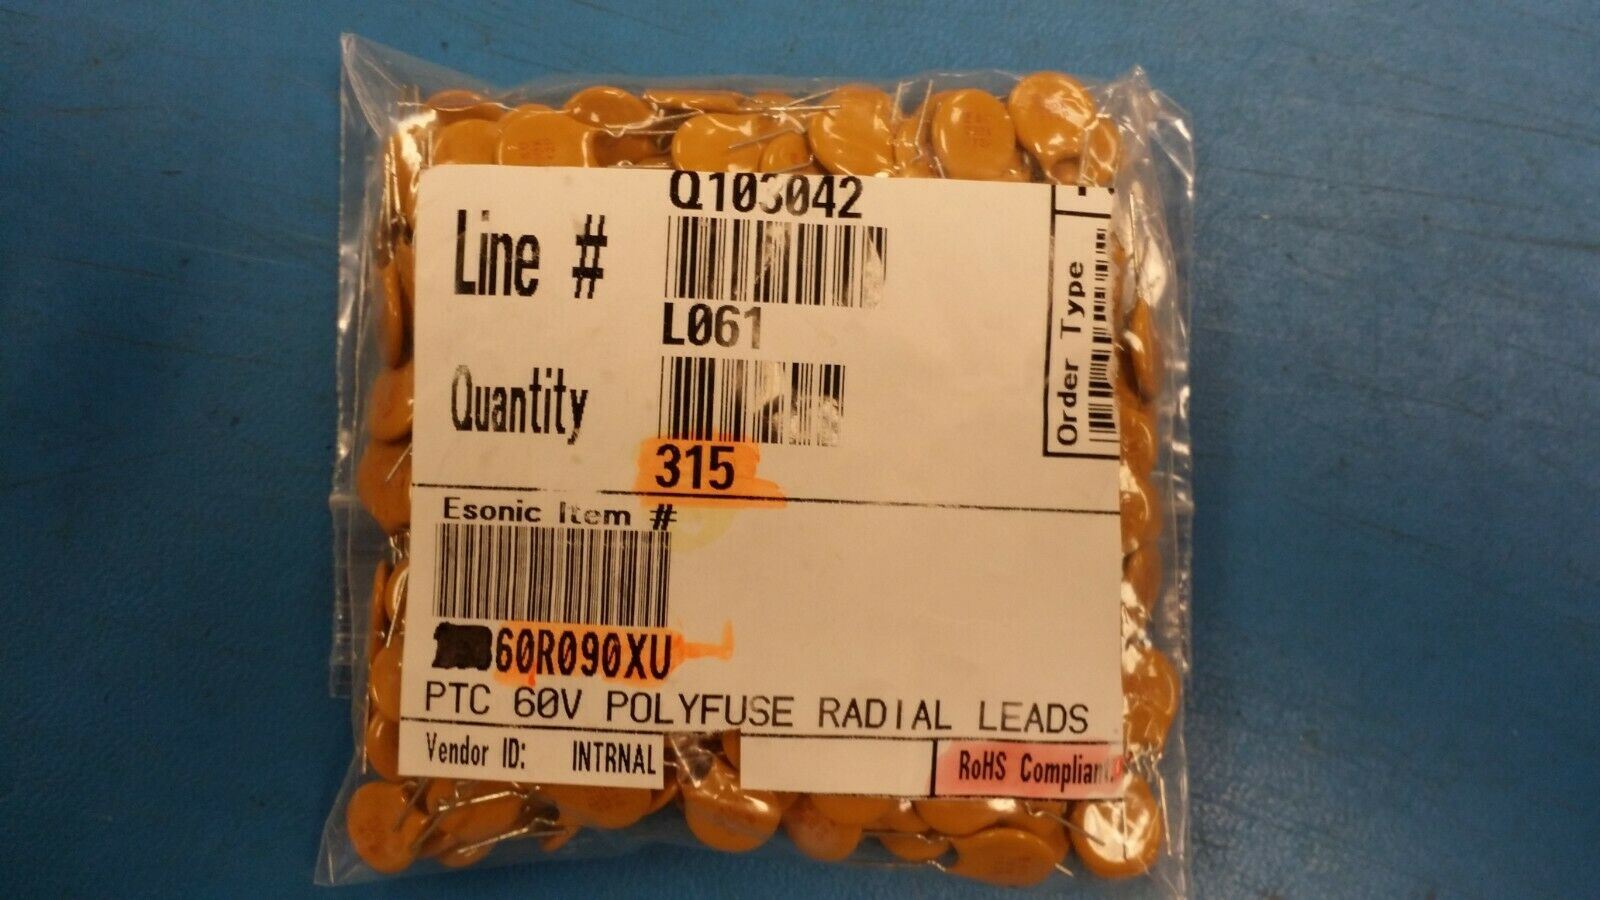 Q103042
Line #
L061
Quantity
315
Order Type
Esonic Item #
60R090XU
PTC 60V POLYFUSE RADIAL LEADS
Vendor ID: INTRNAL
RoHS Compliant